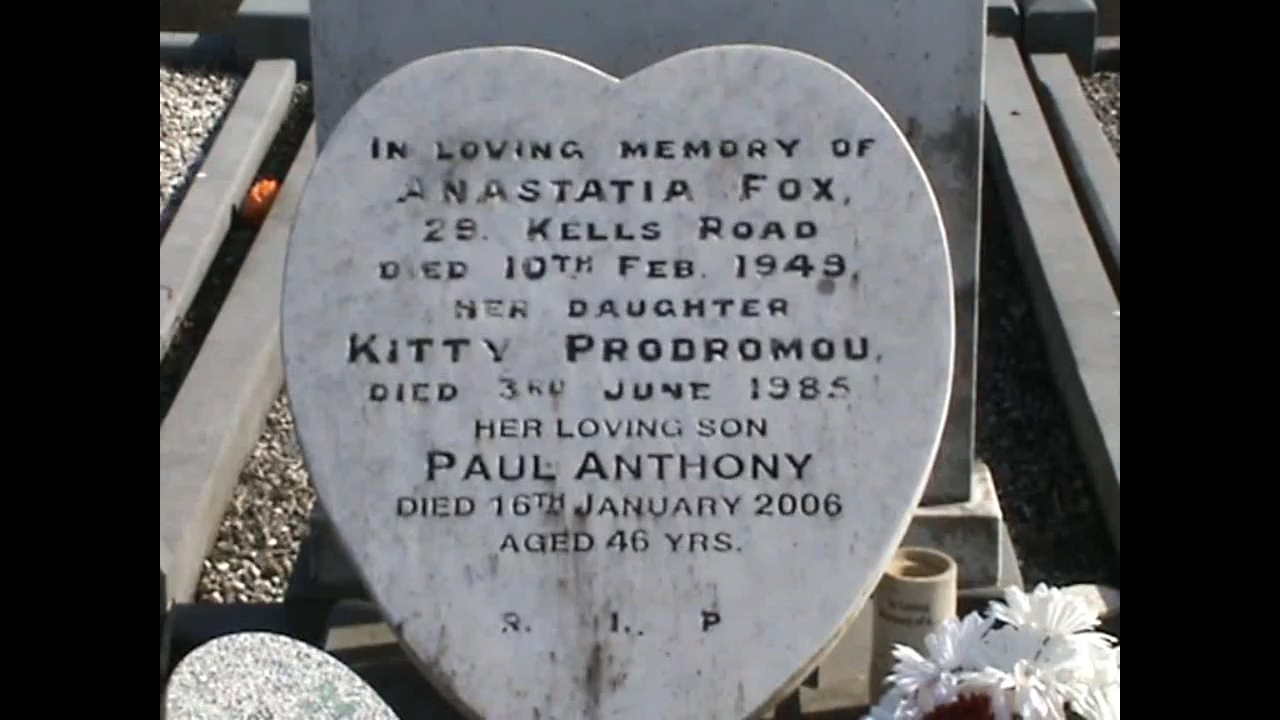 IN LOVING MEMORY OF
ANASTATIA FOX,
29. KELLS ROAD
DIED 10TH FEB. 1949,
HER DAUGHTER
KITTY PRODROMOU,
DIED 3RD JUNE 1985
HER LOVING SON
PAUL ANTHONY
DIED 16TH JANUARY 2006
AGED 46 YRS.
R. I. P